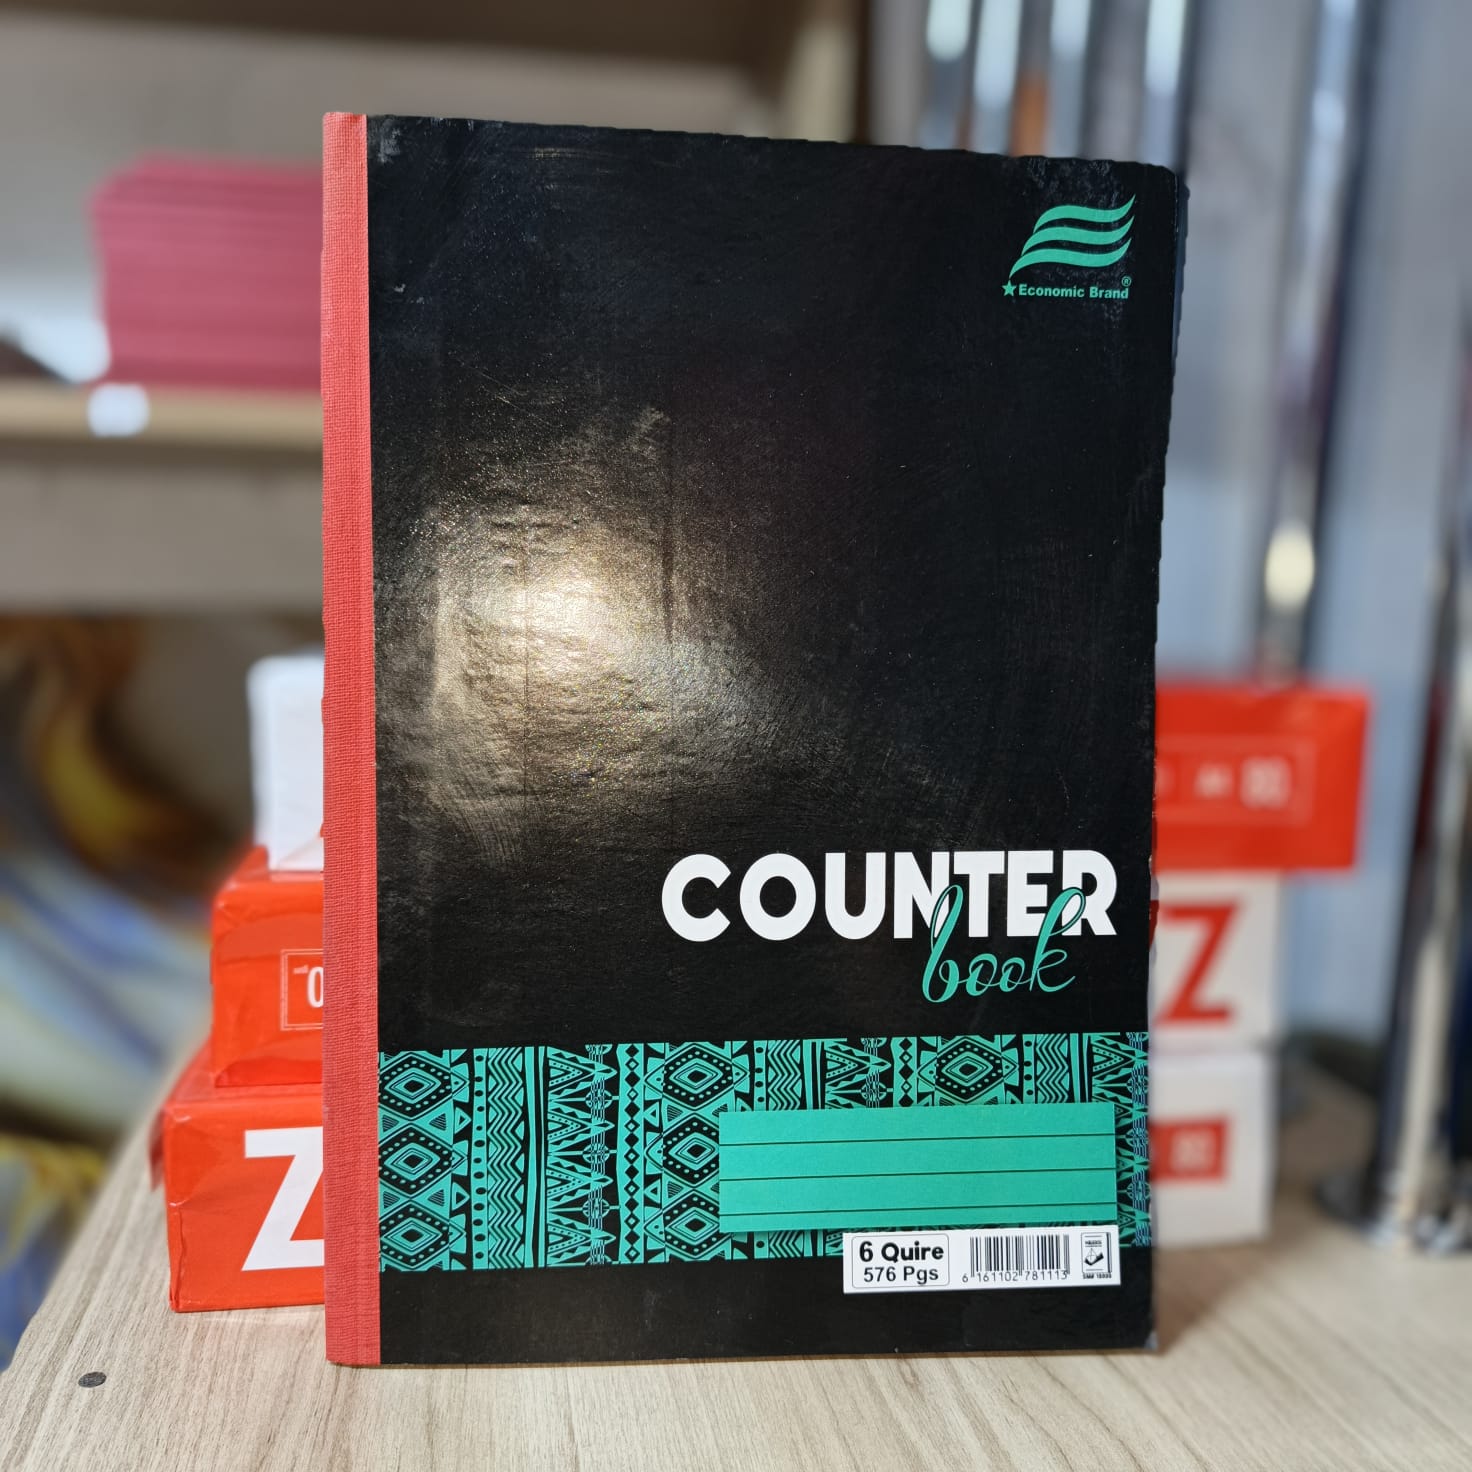 Economic Brand®
COUNTER
book
6 Quire
576 Pgs
6 161102 781113
Z
Z